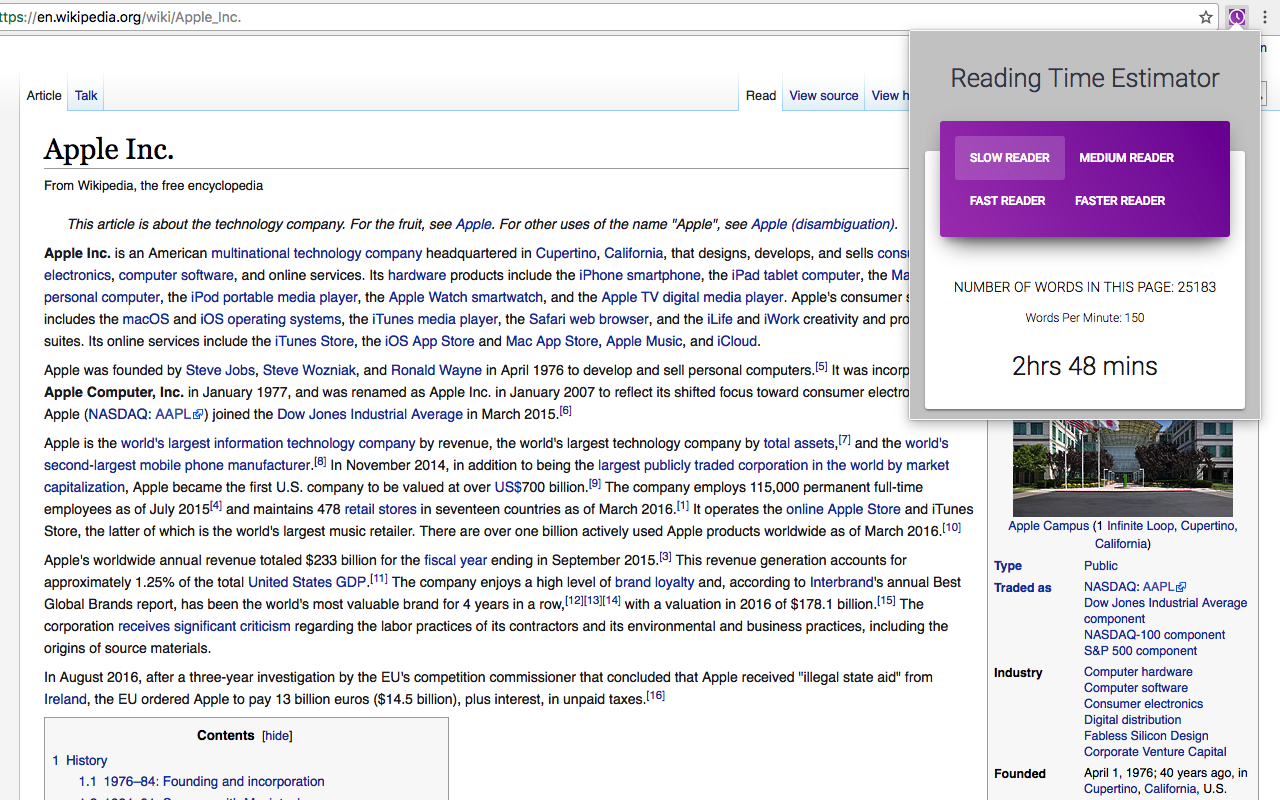 ttps://en.wikipedia.org/wiki/Apple_Inc.
Article Talk Read View source View h
Apple Inc.
From Wikipedia, the free encyclopedia
This article is about the technology company. For the fruit, see Apple. For other uses of the name "Apple", see Apple (disambiguation).
Apple Inc. is an American multinational technology company headquartered in Cupertino, California, that designs, develops, and sells consu
electronics, computer software, and online services. Its hardware products include the iPhone smartphone, the iPad tablet computer, the Ma
personal computer, the iPod portable media player, the Apple Watch smartwatch, and the Apple TV digital media player. Apple's consumer s
includes the macOS and iOS operating systems, the iTunes media player, the Safari web browser, and the iLife and iWork creativity and pro
suites. Its online services include the iTunes Store, the iOS App Store and Mac App Store, Apple Music, and iCloud.
Apple was founded by Steve Jobs, Steve Wozniak, and Ronald Wayne in April 1976 to develop and sell personal computers.[5] It was incorp
Apple Computer, Inc. in January 1977, and was renamed as Apple Inc. in January 2007 to reflect its shifted focus toward consumer electro
Apple (NASDAQ: AAPL) joined the Dow Jones Industrial Average in March 2015.[6]
Apple is the world's largest information technology company by revenue, the world's largest technology company by total assets,[7] and the world's
second-largest mobile phone manufacturer.[8] In November 2014, in addition to being the largest publicly traded corporation in the world by market
capitalization, Apple became the first U.S. company to be valued at over US$700 billion.[9] The company employs 115,000 permanent full-time
employees as of July 2015[4] and maintains 478 retail stores in seventeen countries as of March 2016.[1] It operates the online Apple Store and iTunes
Store, the latter of which is the world's largest music retailer. There are over one billion actively used Apple products worldwide as of March 2016.[10]
Apple's worldwide annual revenue totaled $233 billion for the fiscal year ending in September 2015.[3] This revenue generation accounts for
approximately 1.25% of the total United States GDP.[11] The company enjoys a high level of brand loyalty and, according to Interbrand's annual Best
Global Brands report, has been the world's most valuable brand for 4 years in a row,[12][13][14] with a valuation in 2016 of $178.1 billion.[15] The
corporation receives significant criticism regarding the labor practices of its contractors and its environmental and business practices, including the
origins of source materials.
In August 2016, after a three-year investigation by the EU's competition commissioner that concluded that Apple received "illegal state aid" from
Ireland, the EU ordered Apple to pay 13 billion euros ($14.5 billion), plus interest, in unpaid taxes.[16]
Contents [hide]
1 History
1.1 1976–84: Founding and incorporation
Reading Time Estimator
SLOW READER MEDIUM READER
FAST READER FASTER READER
NUMBER OF WORDS IN THIS PAGE: 25183
Words Per Minute: 150
2hrs 48 mins
Apple Campus (1 Infinite Loop, Cupertino,
California)
Type Public
Traded as NASDAQ: AAPL
Dow Jones Industrial Average
component
NASDAQ-100 component
S&P 500 component
Industry Computer hardware
Computer software
Consumer electronics
Digital distribution
Fabless Silicon Design
Corporate Venture Capital
Founded April 1, 1976; 40 years ago, in
Cupertino, California, U.S.